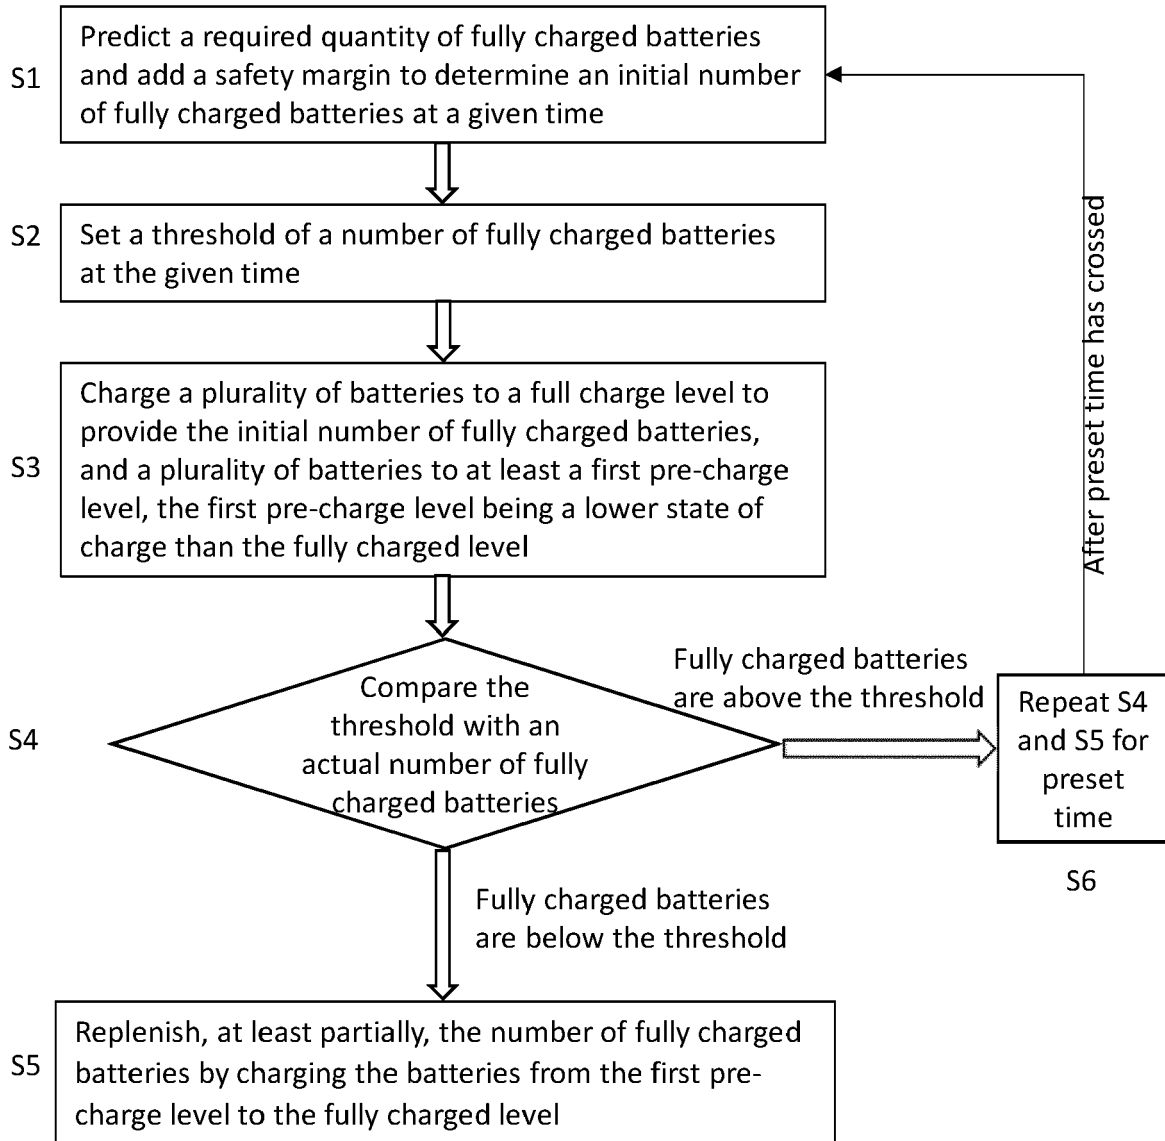 S1
Predict a required quantity of fully charged batteries
and add a safety margin to determine an initial number
of fully charged batteries at a given time
S2
Set a threshold of a number of fully charged batteries
at the given time
After preset time has crossed
S3
Charge a plurality of batteries to a full charge level to
provide the initial number of fully charged batteries,
and a plurality of batteries to at least a first pre-charge
level, the first pre-charge level being a lower state of
charge than the fully charged level
S4
Compare the
threshold with an
actual number of fully
charged batteries
Fully charged batteries
are above the threshold
Repeat S4
and S5 for
preset
time
S6
Fully charged batteries
are below the threshold
S5
Replenish, at least partially, the number of fully charged
batteries by charging the batteries from the first pre-
charge level to the fully charged level